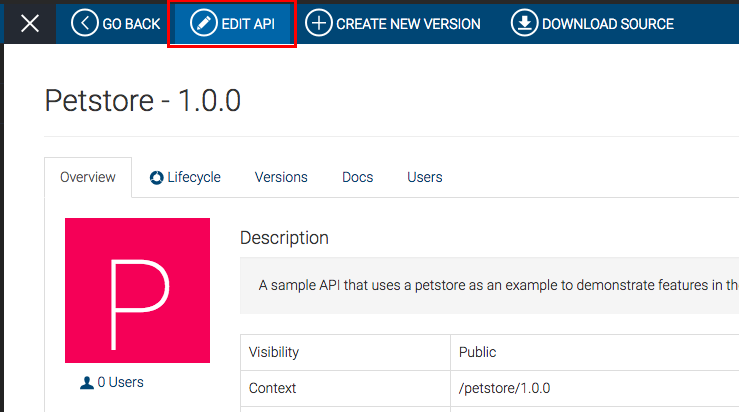 GO BACK EDIT API CREATE NEW VERSION DOWNLOAD SOURCE
Petstore - 1.0.0
Overview Lifecycle Versions Docs Users
P
Description
A sample API that uses a petstore as an example to demonstrate features in th
Visibility Public
0 Users
Context /petstore/1.0.0